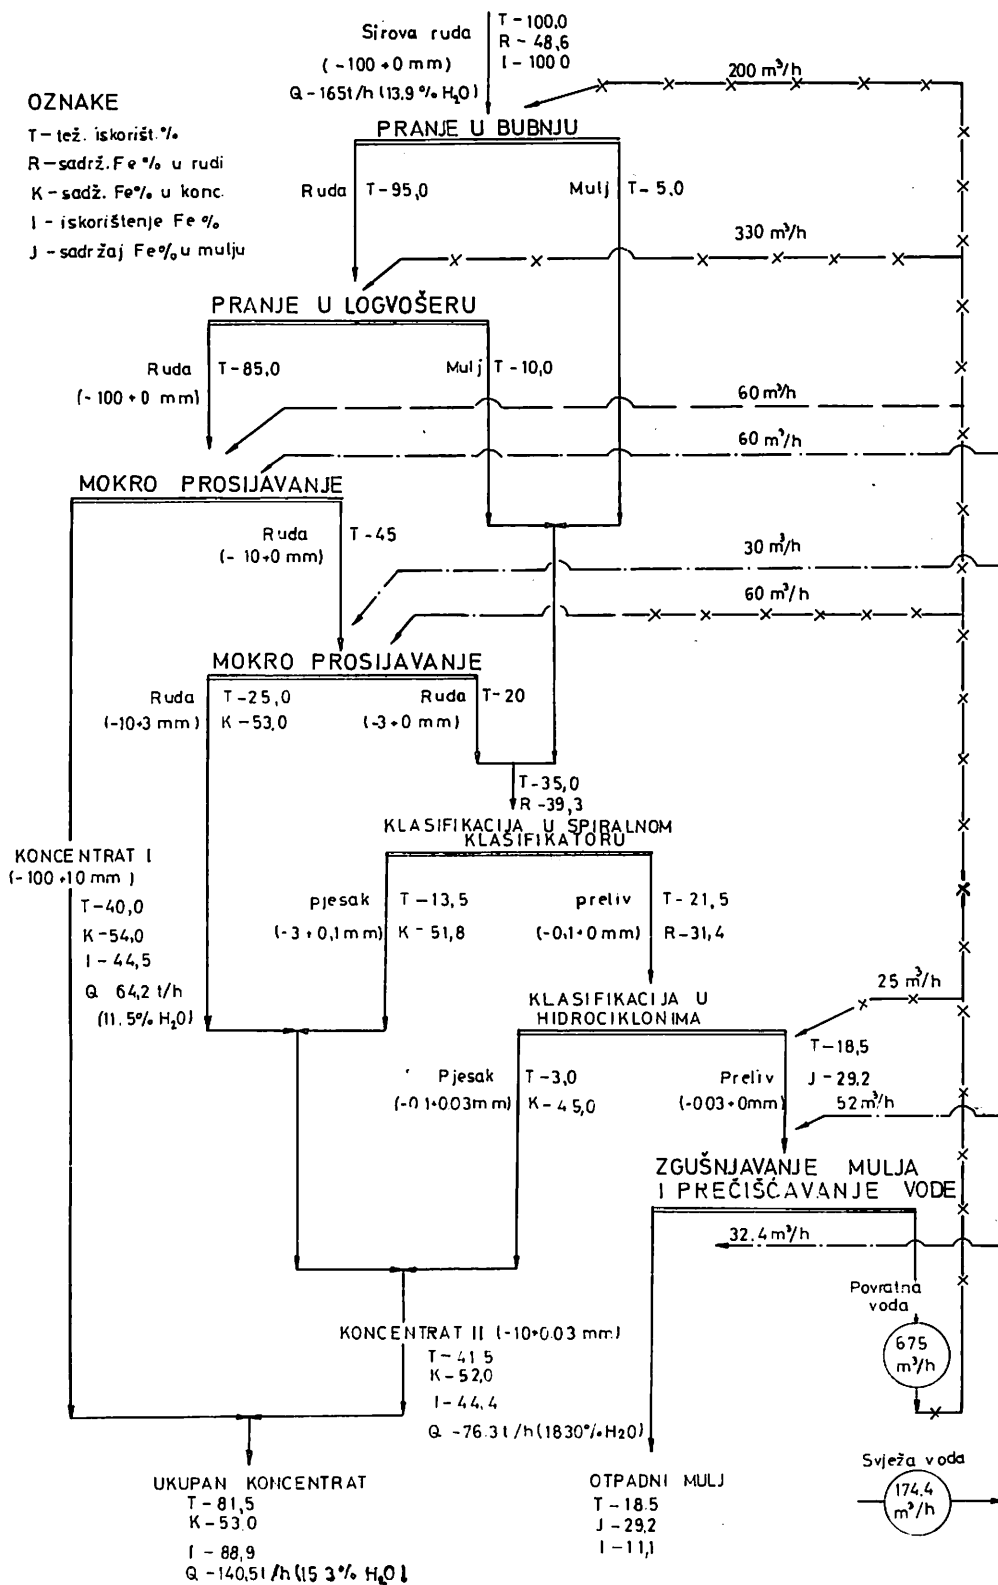 Sirova ruda
(-100+0 mm)
Q-165t/h (13.9 % H₂O)
T-100,0
R-48,6
I-100 0
200 m³/h
OZNAKE
T-tež. iskorišt.%
R-sadrž. Fe % u rudi
K-sadž. Fe% u konc.
I-iskorištenje Fe %
J-sadržaj Fe% u mulju
PRANJE U BUBNJU
Ruda T-95,0
Mulj T-5,0
330 m³/h
PRANJE U LOGVOŠERU
Ruda T-85,0
(-100+0 mm)
Mulj T-10,0
60 m³/h
60 m³/h
MOKRO PROSIJAVANJE
Ruda T-45
(-10+0 mm)
30 m³/h
60 m³/h
MOKRO PROSIJAVANJE
Ruda T-25,0
(-10+3 mm) K-53,0
Ruda T-20
(-3+0 mm)
T-35,0
R-39,3
KLASIFIKACIJA U SPIRALNOM
KLASIFIKATORU
KONCENTRAT I
(-100+10 mm)
T-40,0
K-54,0
I-44,5
Q 64,2 t/h
(11.5% H₂O)
pjesak T-13,5
(-3+0,1mm) K-51,8
preliv T-21,5
(-0,1+0 mm) R-31,4
25 m³/h
KLASIFIKACIJA U
HIDROCIKLONIMA
Pjesak T-3,0
(-0.1+0.03mm) K-45,0
Preliv
(-003+0mm)
T-18,5
J-29.2
52 m³/h
ZGUŠNJAVANJE MULJA
I PREČIŠĆAVANJE VODE
32.4 m³/h
Povratna
voda
675
m³/h
KONCENTRAT II (-10+0.03 mm)
T-41 5
K-52,0
I-44,4
Q -76.3 t/h (1830% H₂O)
Svježa voda
174.4
m³/h
UKUPAN KONCENTRAT
T-81,5
K-53,0
I-88,9
Q-140,5t/h (15 3% H₂O)
OTPADNI MULJ
T-18.5
J-29,2
I-11,1